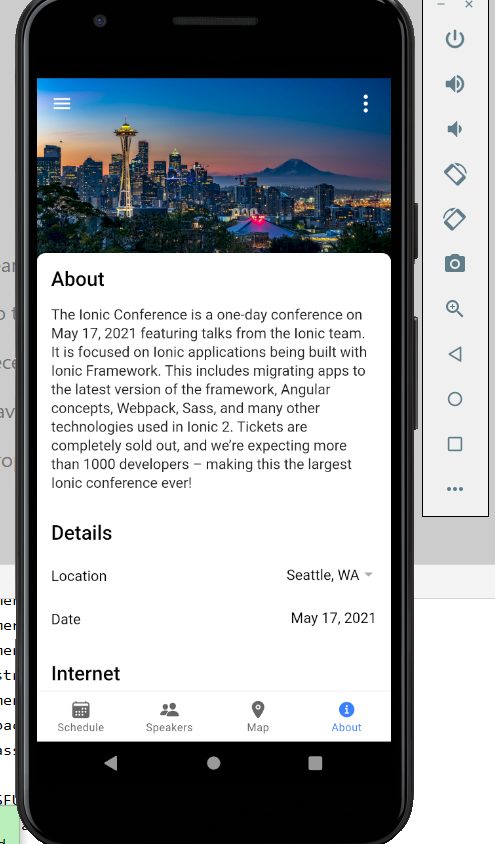 About
The Ionic Conference is a one-day conference on
May 17, 2021 featuring talks from the Ionic team.
It is focused on Ionic applications being built with
Ionic Framework. This includes migrating apps to
the latest version of the framework, Angular
concepts, Webpack, Sass, and many other
technologies used in Ionic 2. Tickets are
completely sold out, and we’re expecting more
than 1000 developers – making this the largest
Ionic conference ever!
Details
Location Seattle, WA
Date May 17, 2021
Internet
Schedule Speakers Map About